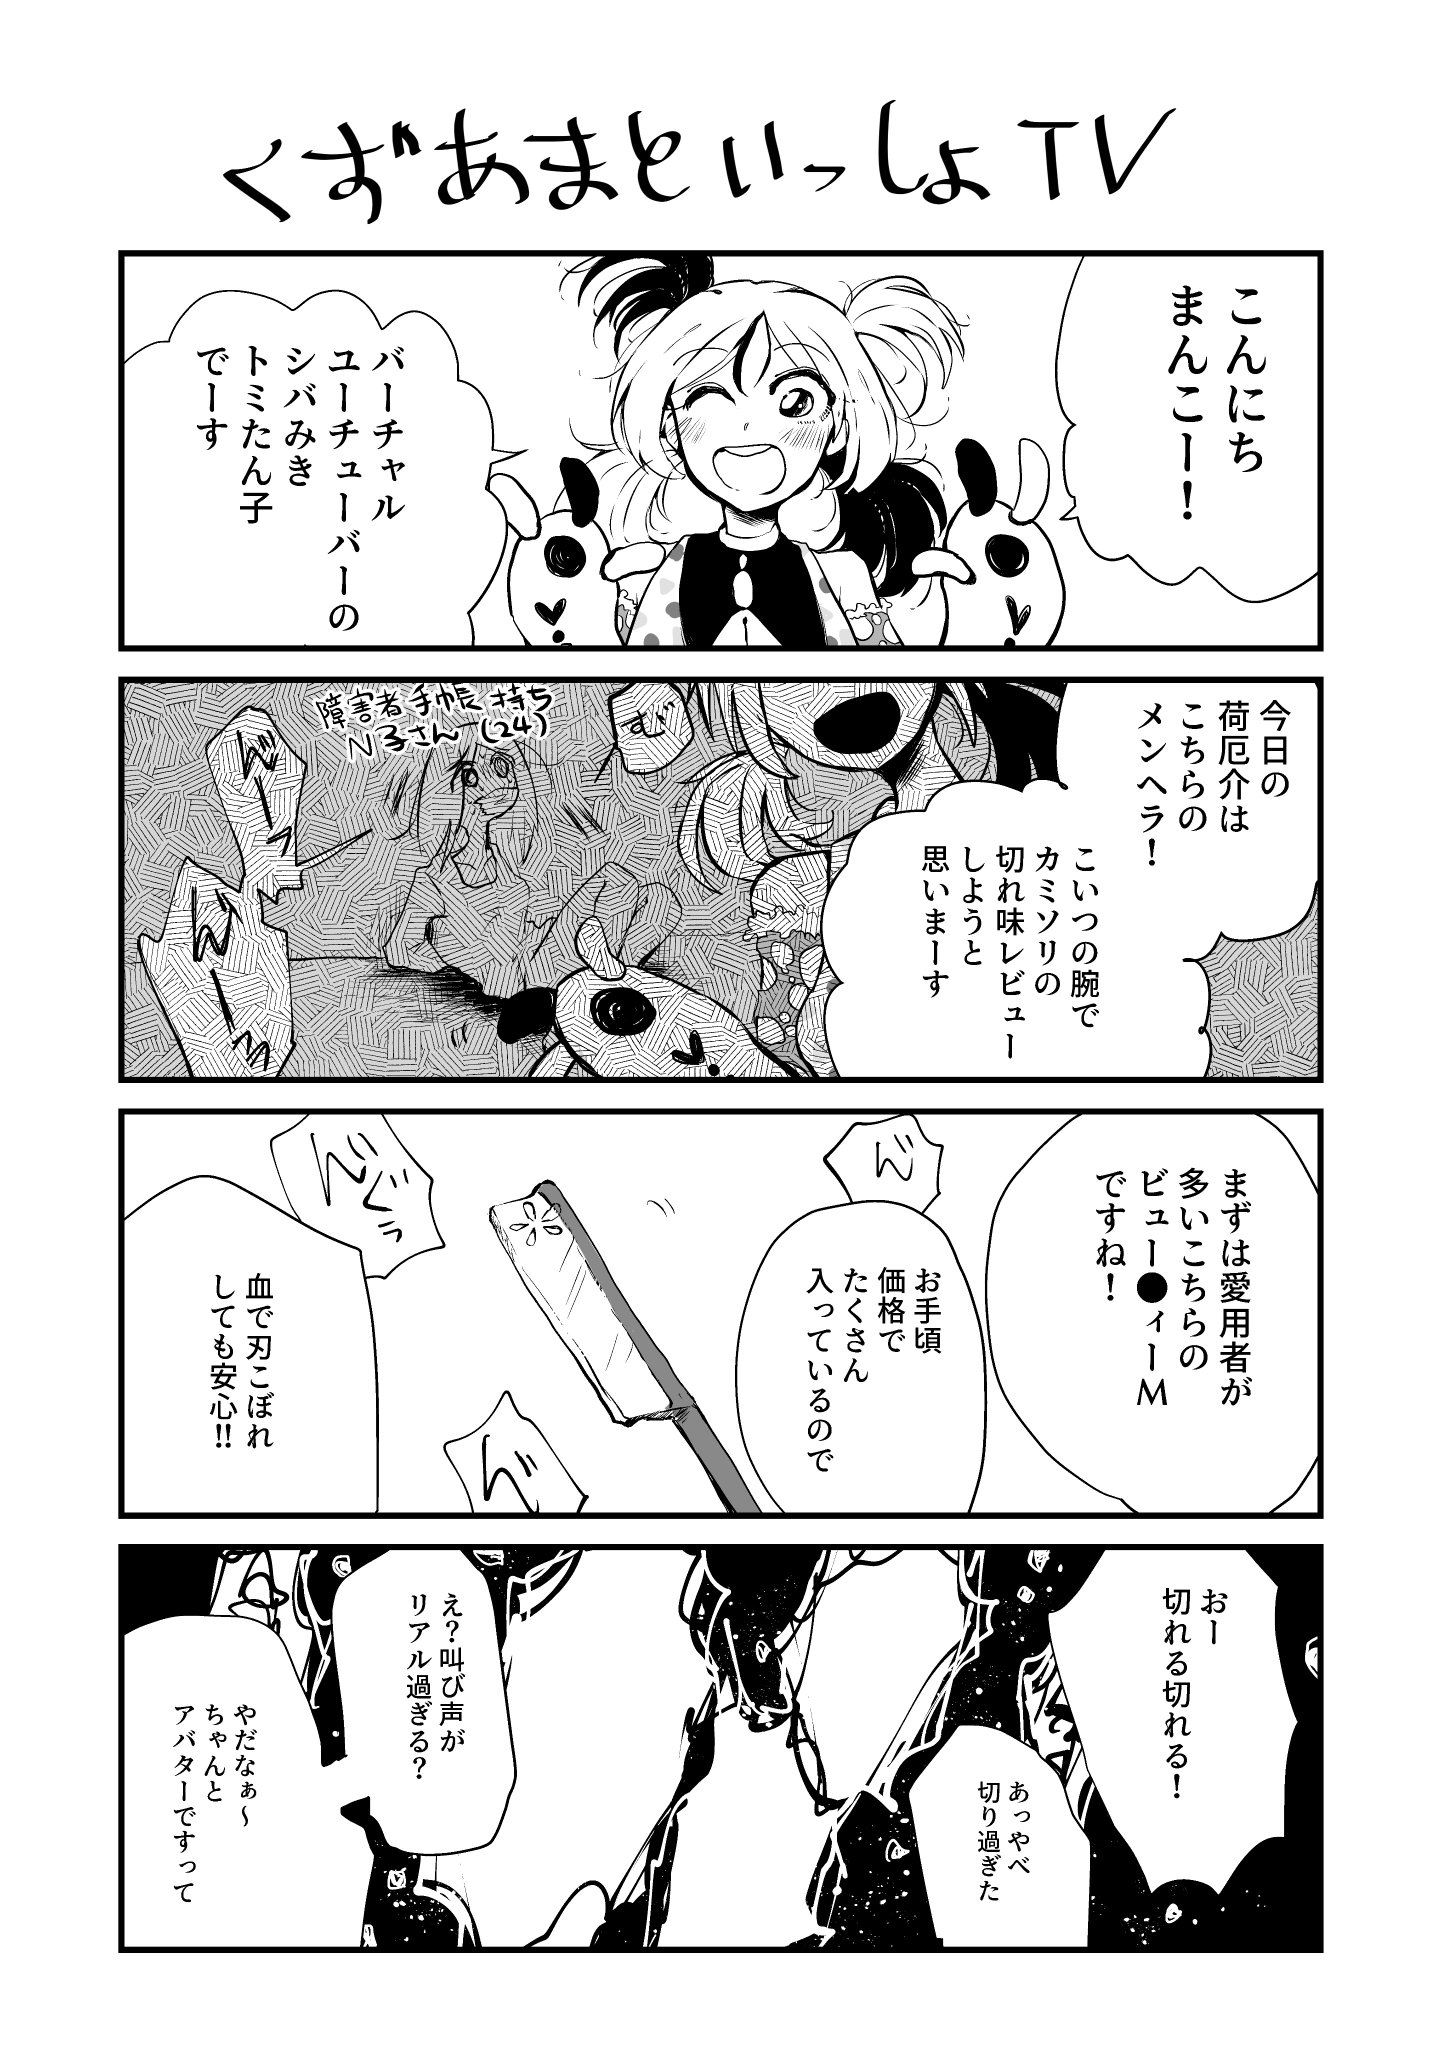 くずあまといっしょTV
こんにち
まんこー！
バーチャル
ユーチューバーの
シバみき
トミたん子
でーす
今日の
荷厄介は
こちらの
メンヘラ！
こいつの腕で
カミソリの
切れ味レビュー
しようと
思いまーす
むぐ
障害者手帳持ち
N子さん(24)
んーっ
んーっ
まずは愛用者が
多いこちらの
ビュー●ィーM
ですね！
ん゛
お手頃
価格で
たくさん
入っているので
ん゛
んぐっ
血で刃こぼれ
しても安心!!
おー
切れる切れる！
あっやべ
切り過ぎた
え？叫び声が
リアル過ぎる？
やだなぁ〜
ちゃんと
アバターですって